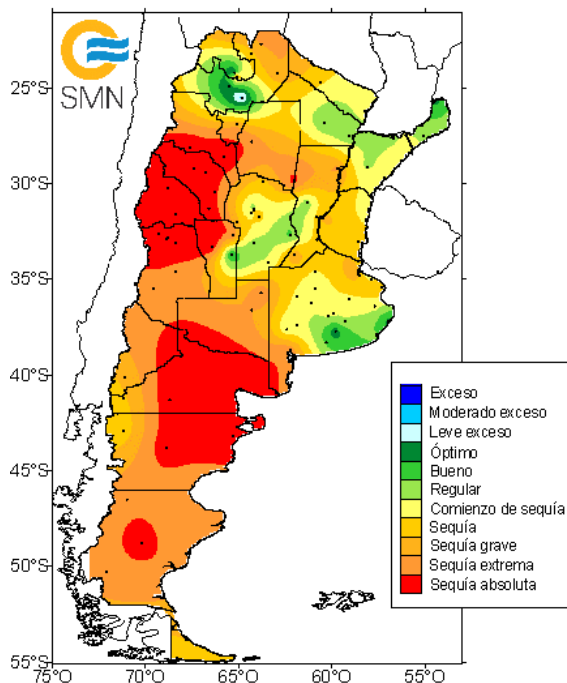 SMN
25°S
30°S
35°S
40°S
45°S
50°S
55°S
75°O 70°O 65°O 60°O 55°O
Exceso
Moderado exceso
Leve exceso
Óptimo
Bueno
Regular
Comienzo de sequía
Sequía
Sequía grave
Sequía extrema
Sequía absoluta